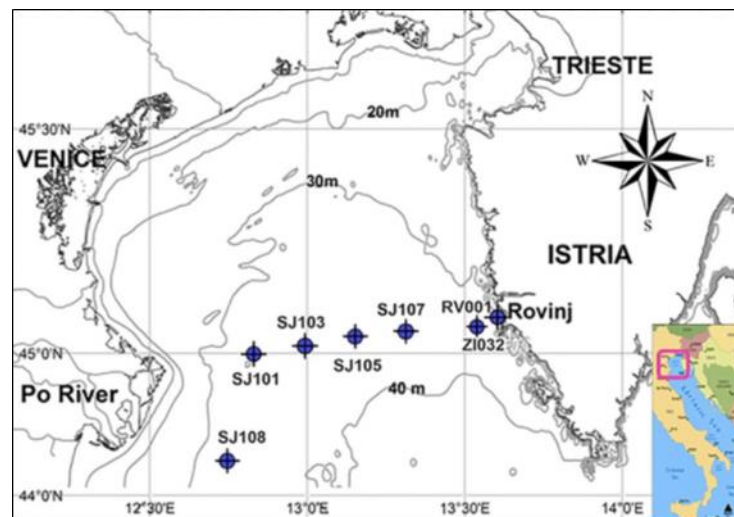 TRIESTE
N
20m
45°30'N
VENICE
W
E
30m
S
ISTRIA
SJ107
RV001
Rovinj
SJ103
ZI032
SJ105
45°0'N
SJ101
40 m
Po River
SJ108
44°0'N
12°30'E
13°0'E
13°30'E
14°0'E